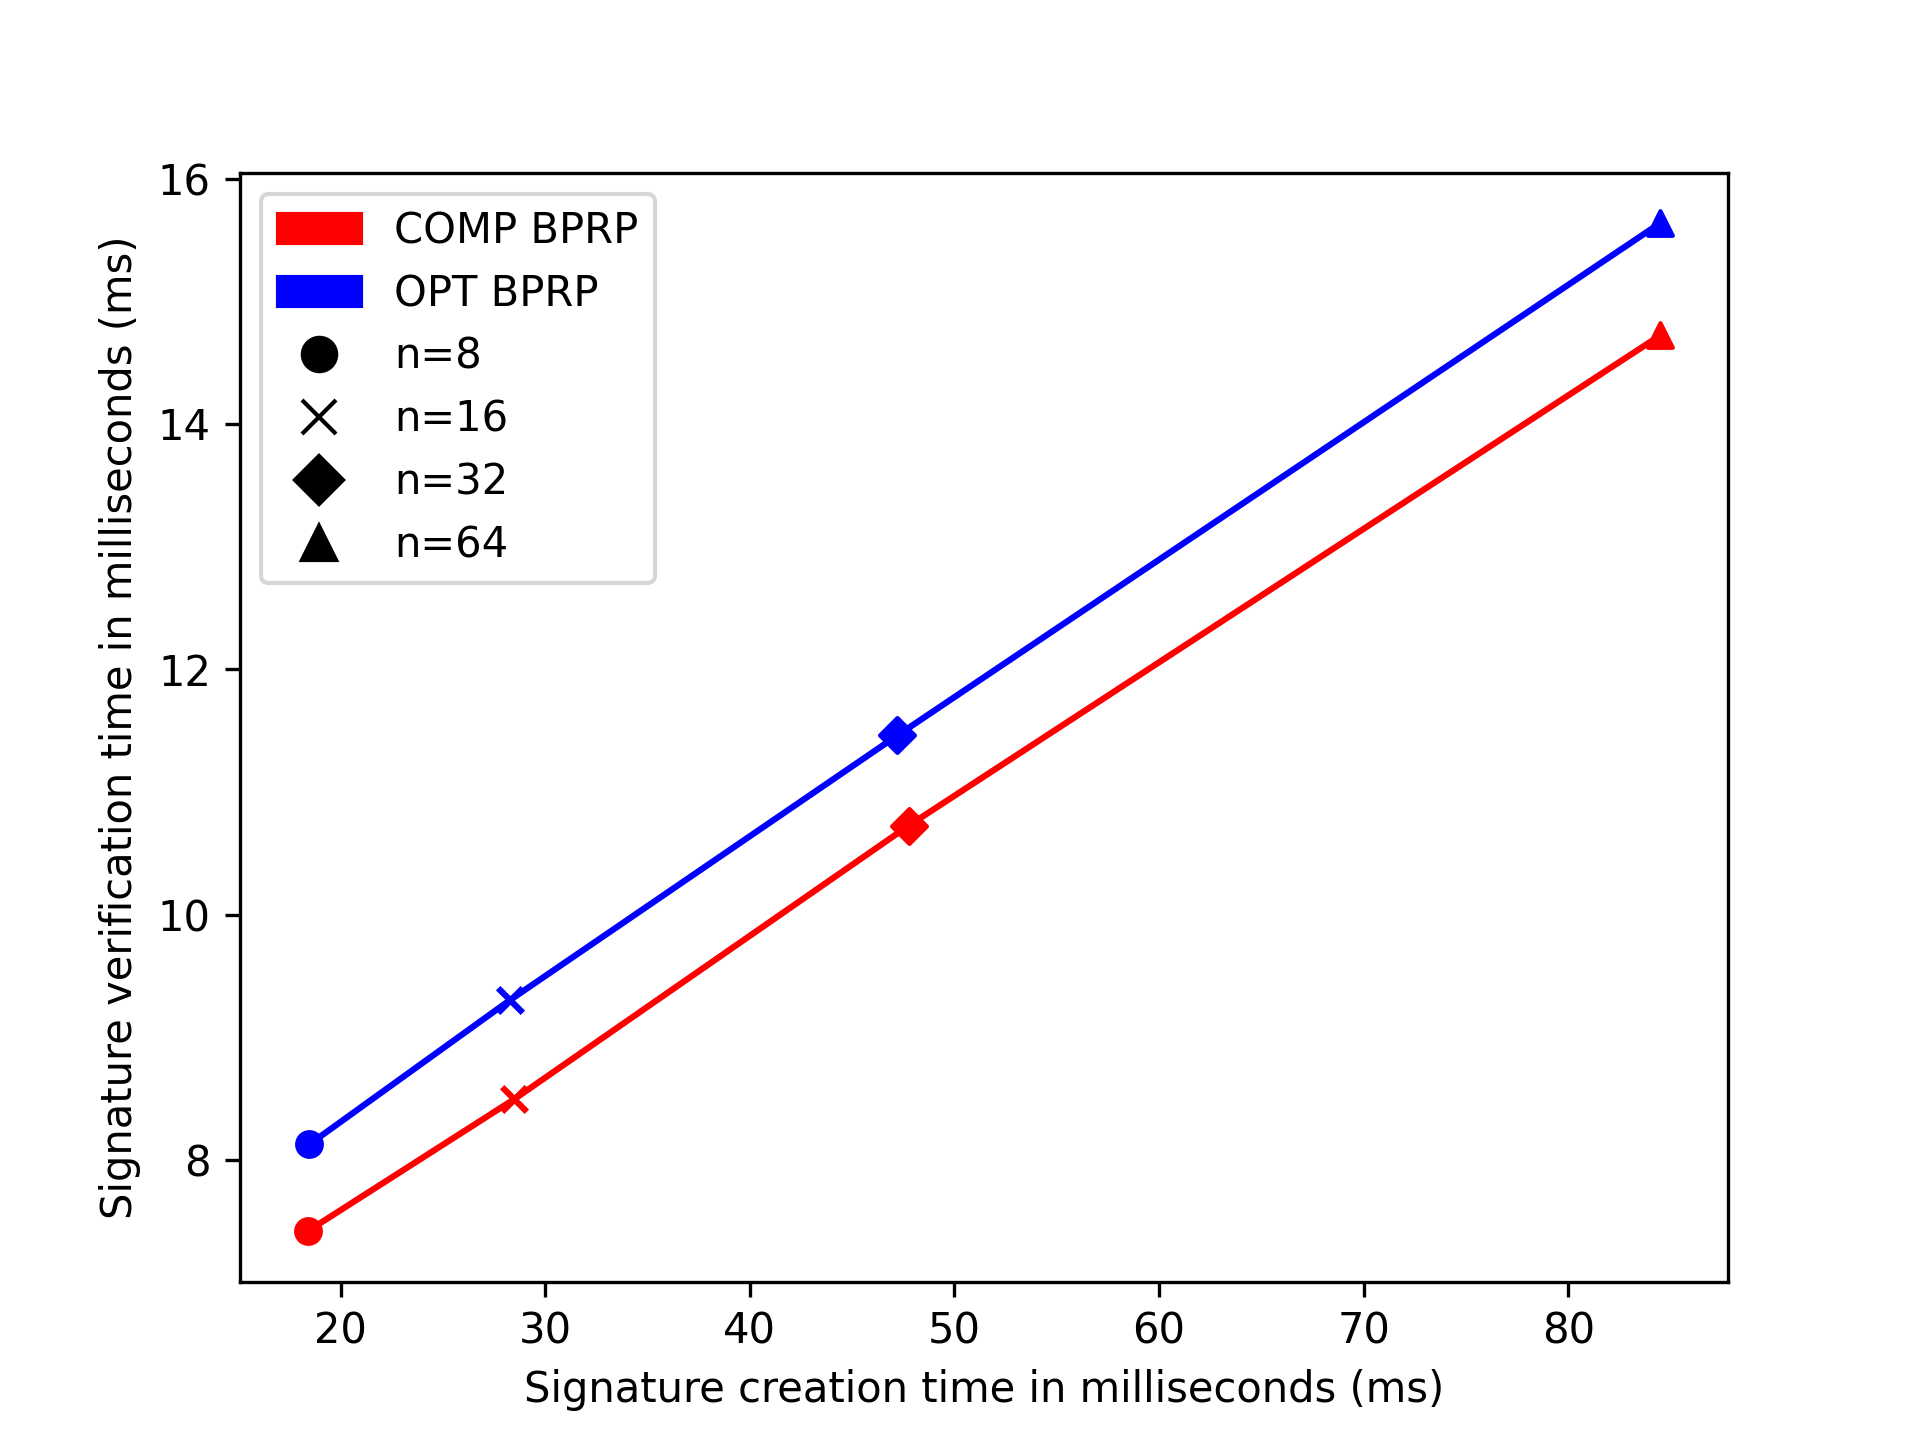 COMP BPRP
OPT BPRP
n=8
n=16
n=32
n=64
16
14
12
10
8
Signature verification time in milliseconds (ms)
20 30 40 50 60 70 80
Signature creation time in milliseconds (ms)